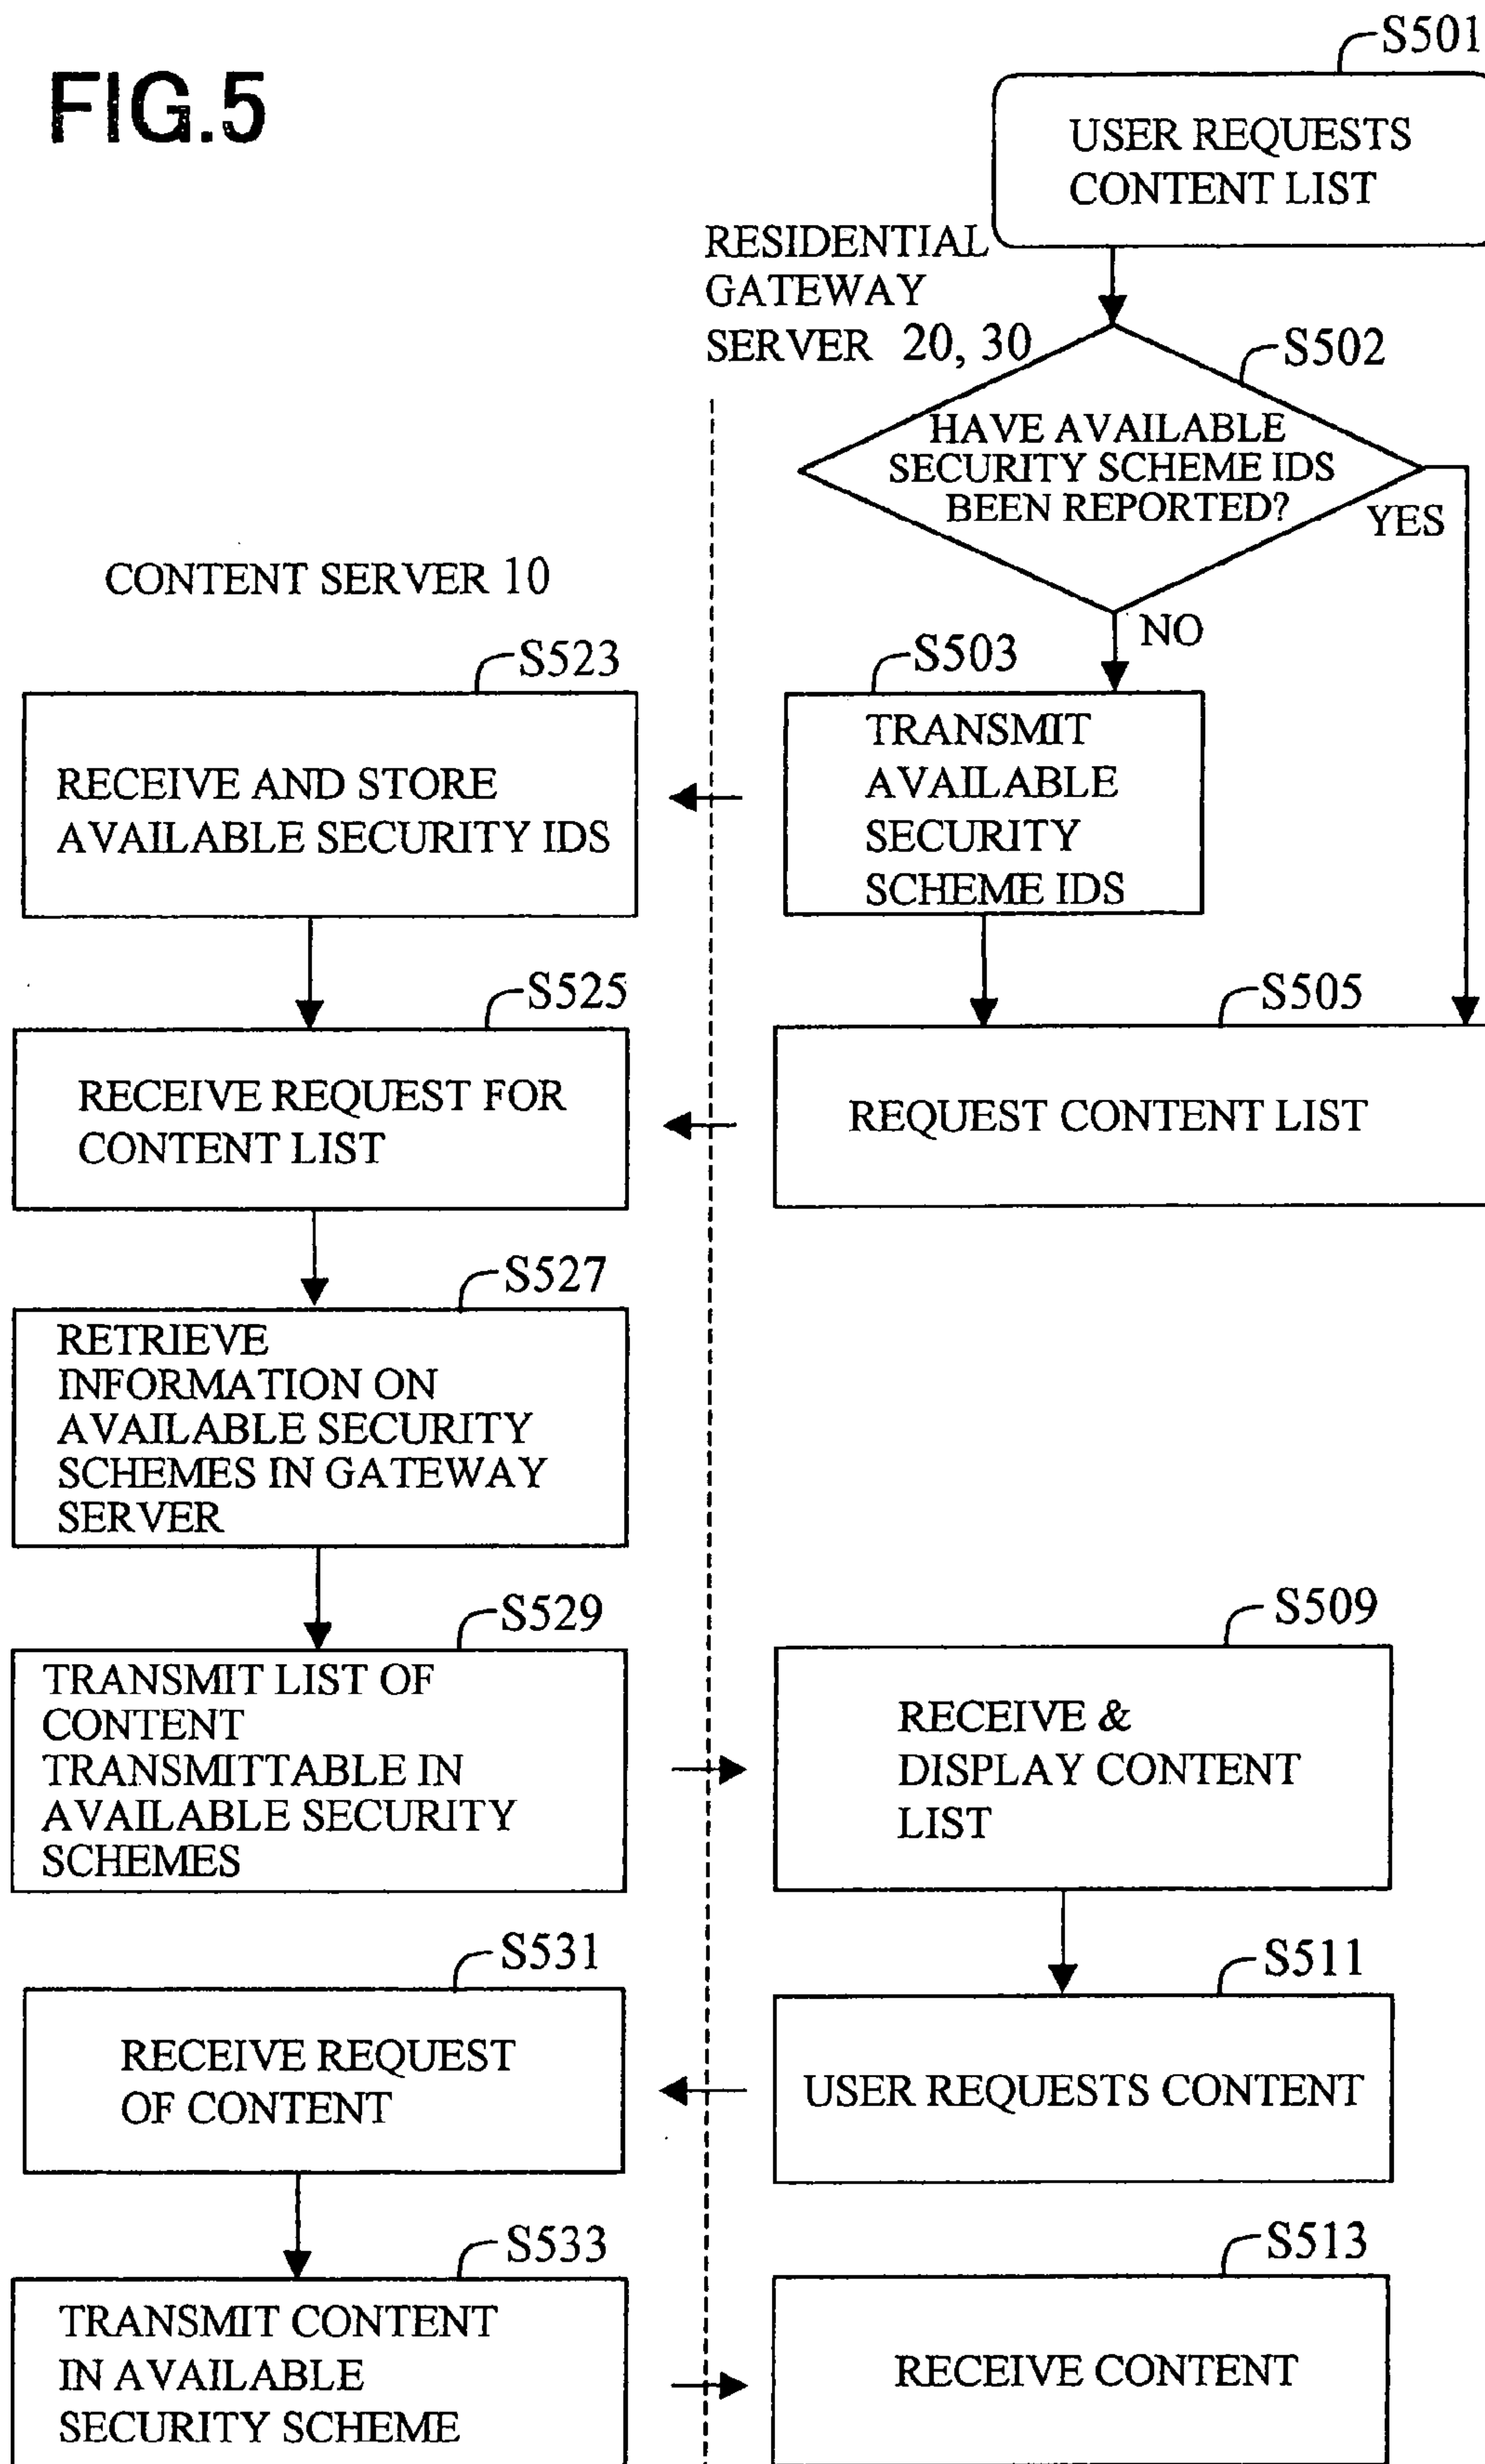 FIG.5
S501
USER REQUESTS
CONTENT LIST
RESIDENTIAL
GATEWAY
SERVER 20, 30
S502
HAVE AVAILABLE
SECURITY SCHEME IDS
BEEN REPORTED?
YES
NO
CONTENT SERVER 10
S523
RECEIVE AND STORE
AVAILABLE SECURITY IDS
S503
TRANSMIT
AVAILABLE
SECURITY
SCHEME IDS
S525
RECEIVE REQUEST FOR
CONTENT LIST
S505
REQUEST CONTENT LIST
S527
RETRIEVE
INFORMATION ON
AVAILABLE SECURITY
SCHEMES IN GATEWAY
SERVER
S529
TRANSMIT LIST OF
CONTENT
TRANSMITTABLE IN
AVAILABLE SECURITY
SCHEMES
S509
RECEIVE &
DISPLAY CONTENT
LIST
S531
RECEIVE REQUEST
OF CONTENT
S511
USER REQUESTS CONTENT
S533
TRANSMIT CONTENT
IN AVAILABLE
SECURITY SCHEME
S513
RECEIVE CONTENT